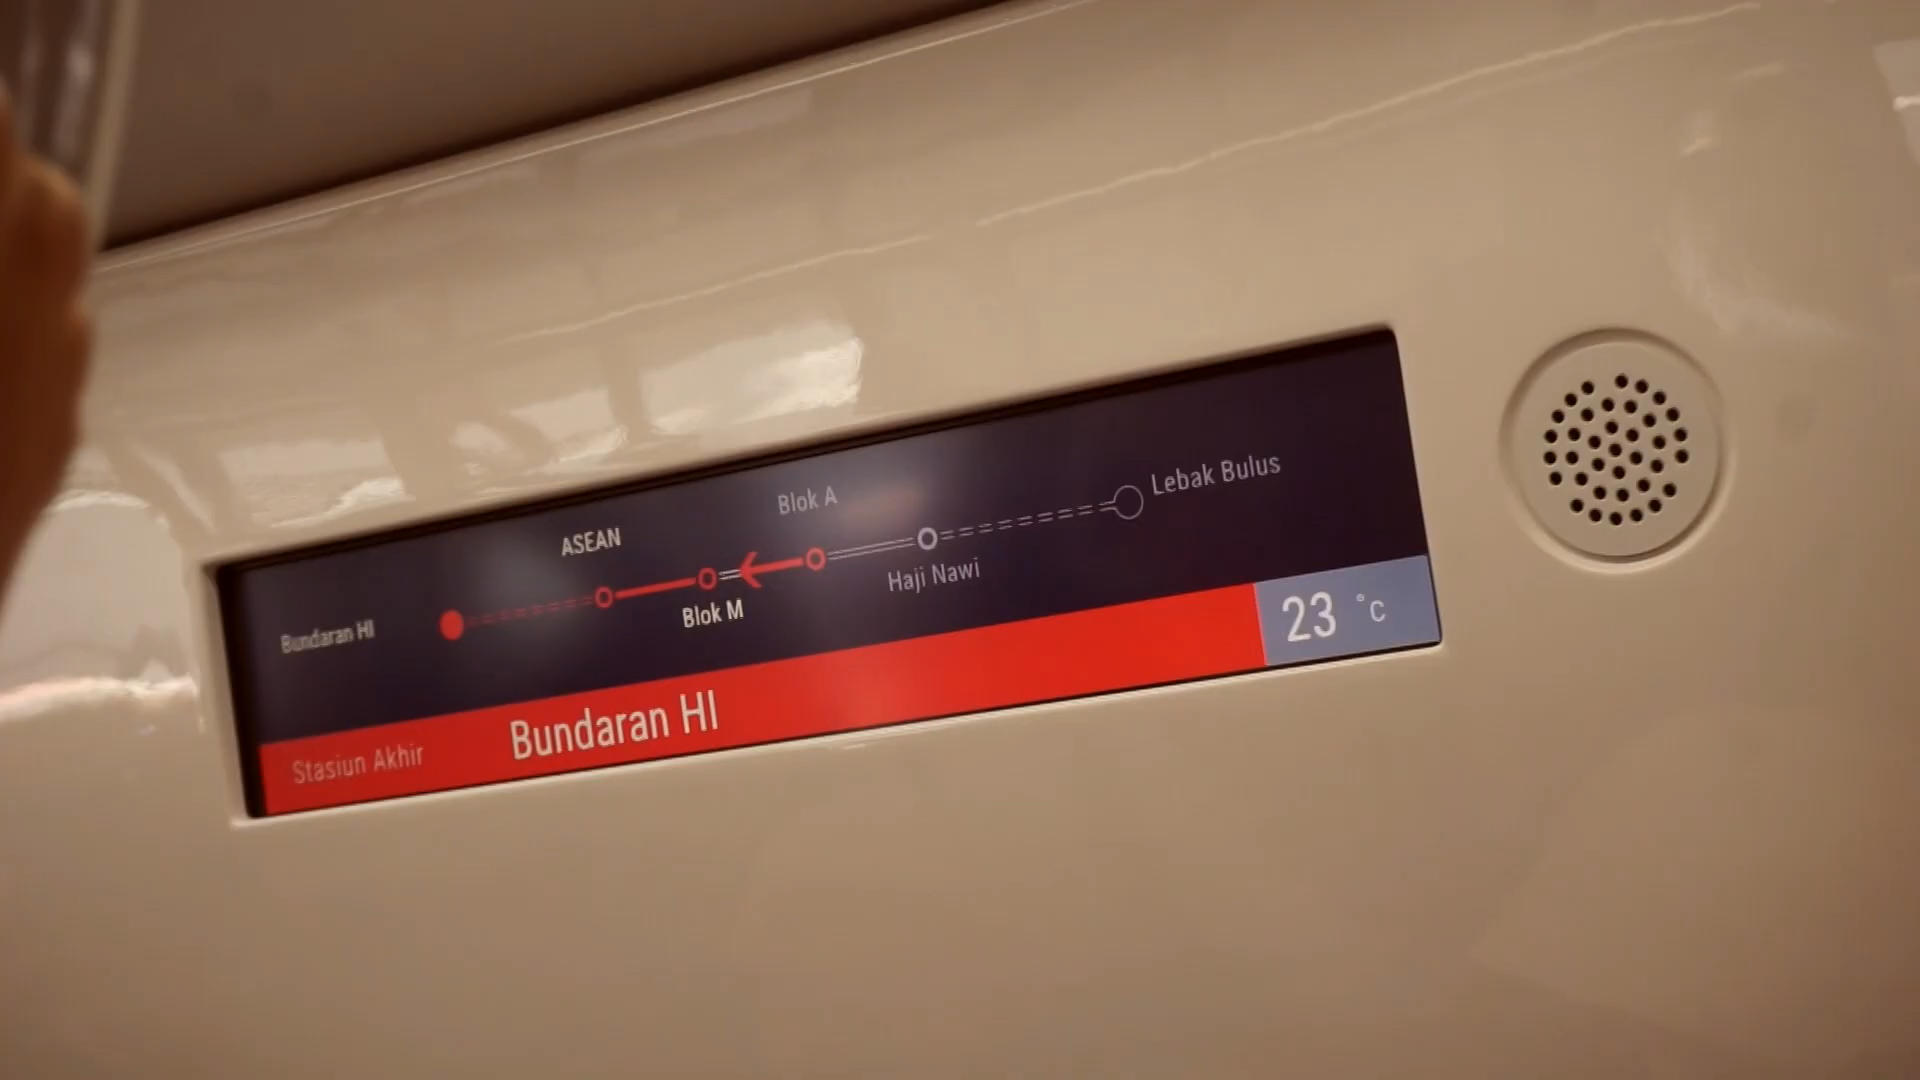 Blok A
Lebak Bulus
ASEAN
Haji Nawi
Blok M
Bundaran HI
23 °c
Stasiun Akhir Bundaran HI